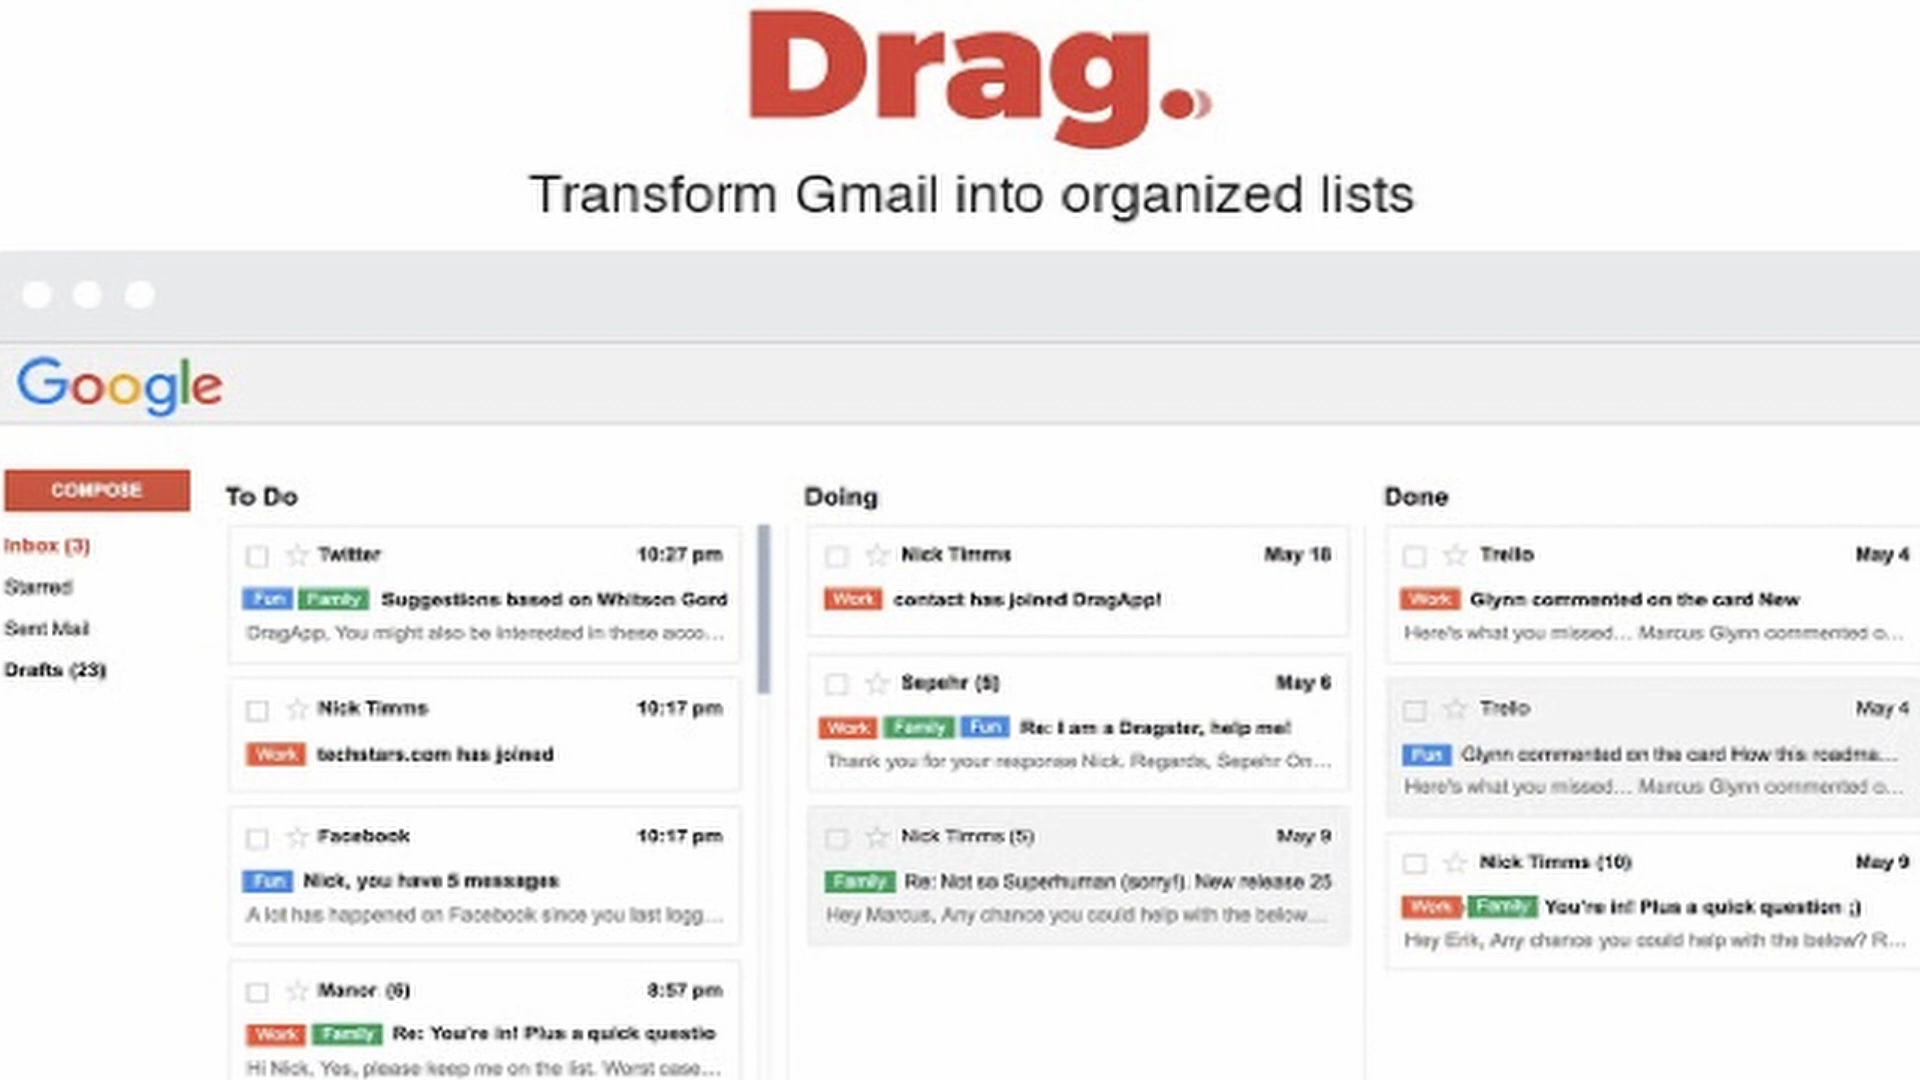 Drag.
Transform Gmail into organized lists
Google
COMPOSE
Inbox (3)
Starred
Sent Mail
Drafts (23)
To Do
Twitter 10:27 pm
Fun Family Suggestions based on Whitson Gord
DragApp, You might also be interested in these acco...
Nick Timms 10:17 pm
Work techstars.com has joined
Facebook 10:17 pm
Fun Nick, you have 5 messages
A lot has happened on Facebook since you last logg...
Manor (6) 8:57 pm
Work Family Re: You're in! Plus a quick questio
Hi Nick, Yes, please keep me on the list. Worst case...
Doing
Nick Timms May 18
Work contact has joined DragApp!
Sepehr (5) May 6
Work Family Fun Re: I am a Dragster, help me!
Thank you for your response Nick. Regards, Sepehr On...
Nick Timms (5) May 9
Family Re: Not so Superhuman (sorry!). New release 25
Hey Marcus, Any chance you could help with the below...
Done
Trello May 4
Work Glynn commented on the card New
Here's what you missed... Marcus Glynn commented o...
Trello May 4
Fun Glynn commented on the card How this roadma...
Here's what you missed... Marcus Glynn commented o...
Nick Timms (10) May 9
Work Family You're in! Plus a quick question ;)
Hey Erik, Any chance you could help with the below? R...